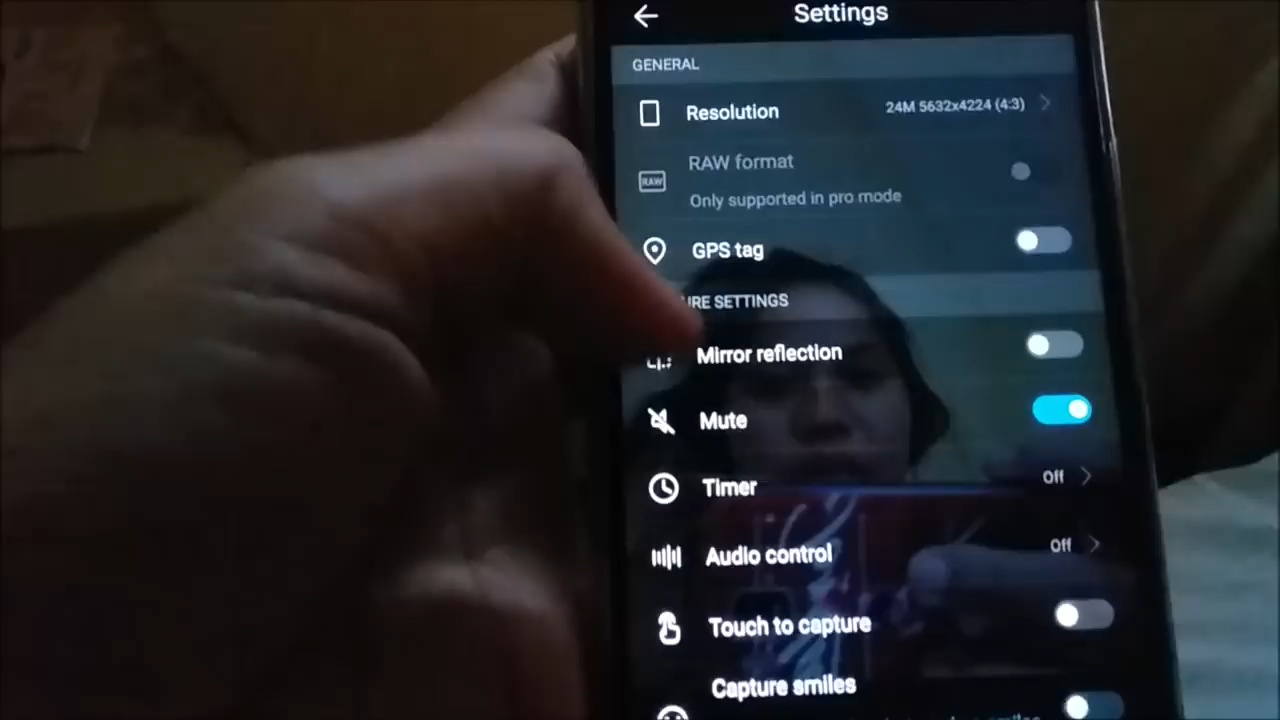 Settings
GENERAL
Resolution 24M 5632x4224 (4:3)
RAW format
RAW
Only supported in pro mode
GPS tag
URE SETTINGS
Mirror reflection
Mute
Timer Off
Audio control Off
Touch to capture
Capture smiles
smiles